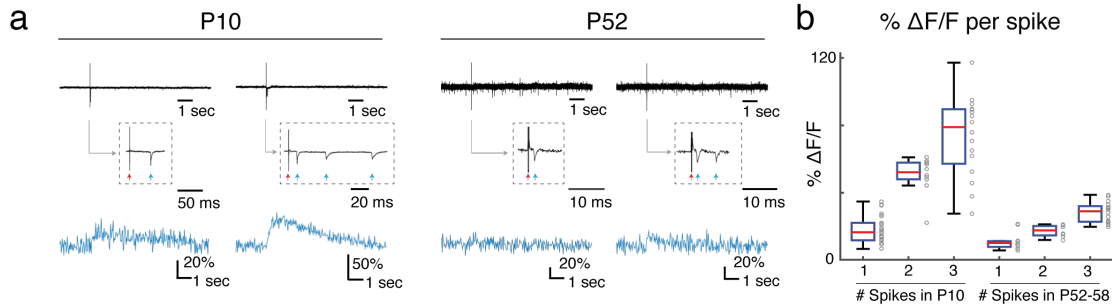 a
P10
P52
1 sec
1 sec
1 sec
1 sec
50 ms
20 ms
10 ms
10 ms
20%
1 sec
50%
1 sec
20%
1 sec
20%
1 sec
b
% ΔF/F per spike
% ΔF/F
120
0
1 2 3 1 2 3
# Spikes in P10 # Spikes in P52-58